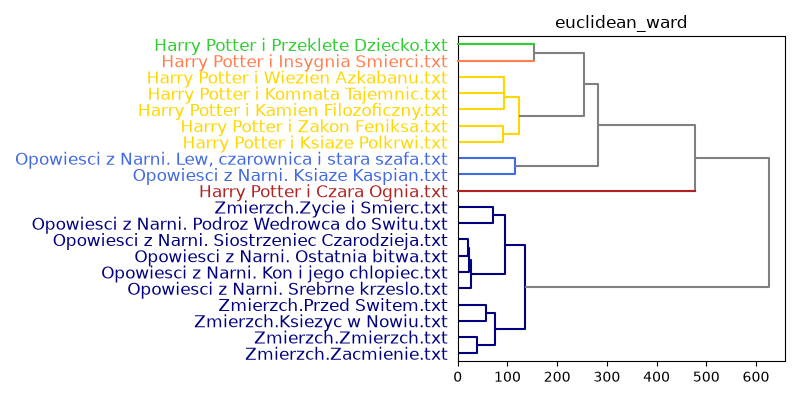 euclidean_ward
Harry Potter i Przeklete Dziecko.txt
Harry Potter i Insygnia Smierci.txt
Harry Potter i Wiezien Azkabanu.txt
Harry Potter i Komnata Tajemnic.txt
Harry Potter i Kamien Filozoficzny.txt
Harry Potter i Zakon Feniksa.txt
Harry Potter i Ksiaze Polkrwi.txt
Opowiesci z Narni. Lew, czarownica i stara szafa.txt
Opowiesci z Narni. Ksiaze Kaspian.txt
Harry Potter i Czara Ognia.txt
Zmierzch.Zycie i Smierc.txt
Opowiesci z Narni. Podroz Wedrowca do Switu.txt
Opowiesci z Narni. Siostrzeniec Czarodzieja.txt
Opowiesci z Narni. Ostatnia bitwa.txt
Opowiesci z Narni. Kon i jego chlopiec.txt
Opowiesci z Narni. Srebrne krzeslo.txt
Zmierzch.Przed Switem.txt
Zmierzch.Ksiezyc w Nowiu.txt
Zmierzch.Zmierzch.txt
Zmierzch.Zacmienie.txt
0 100 200 300 400 500 600